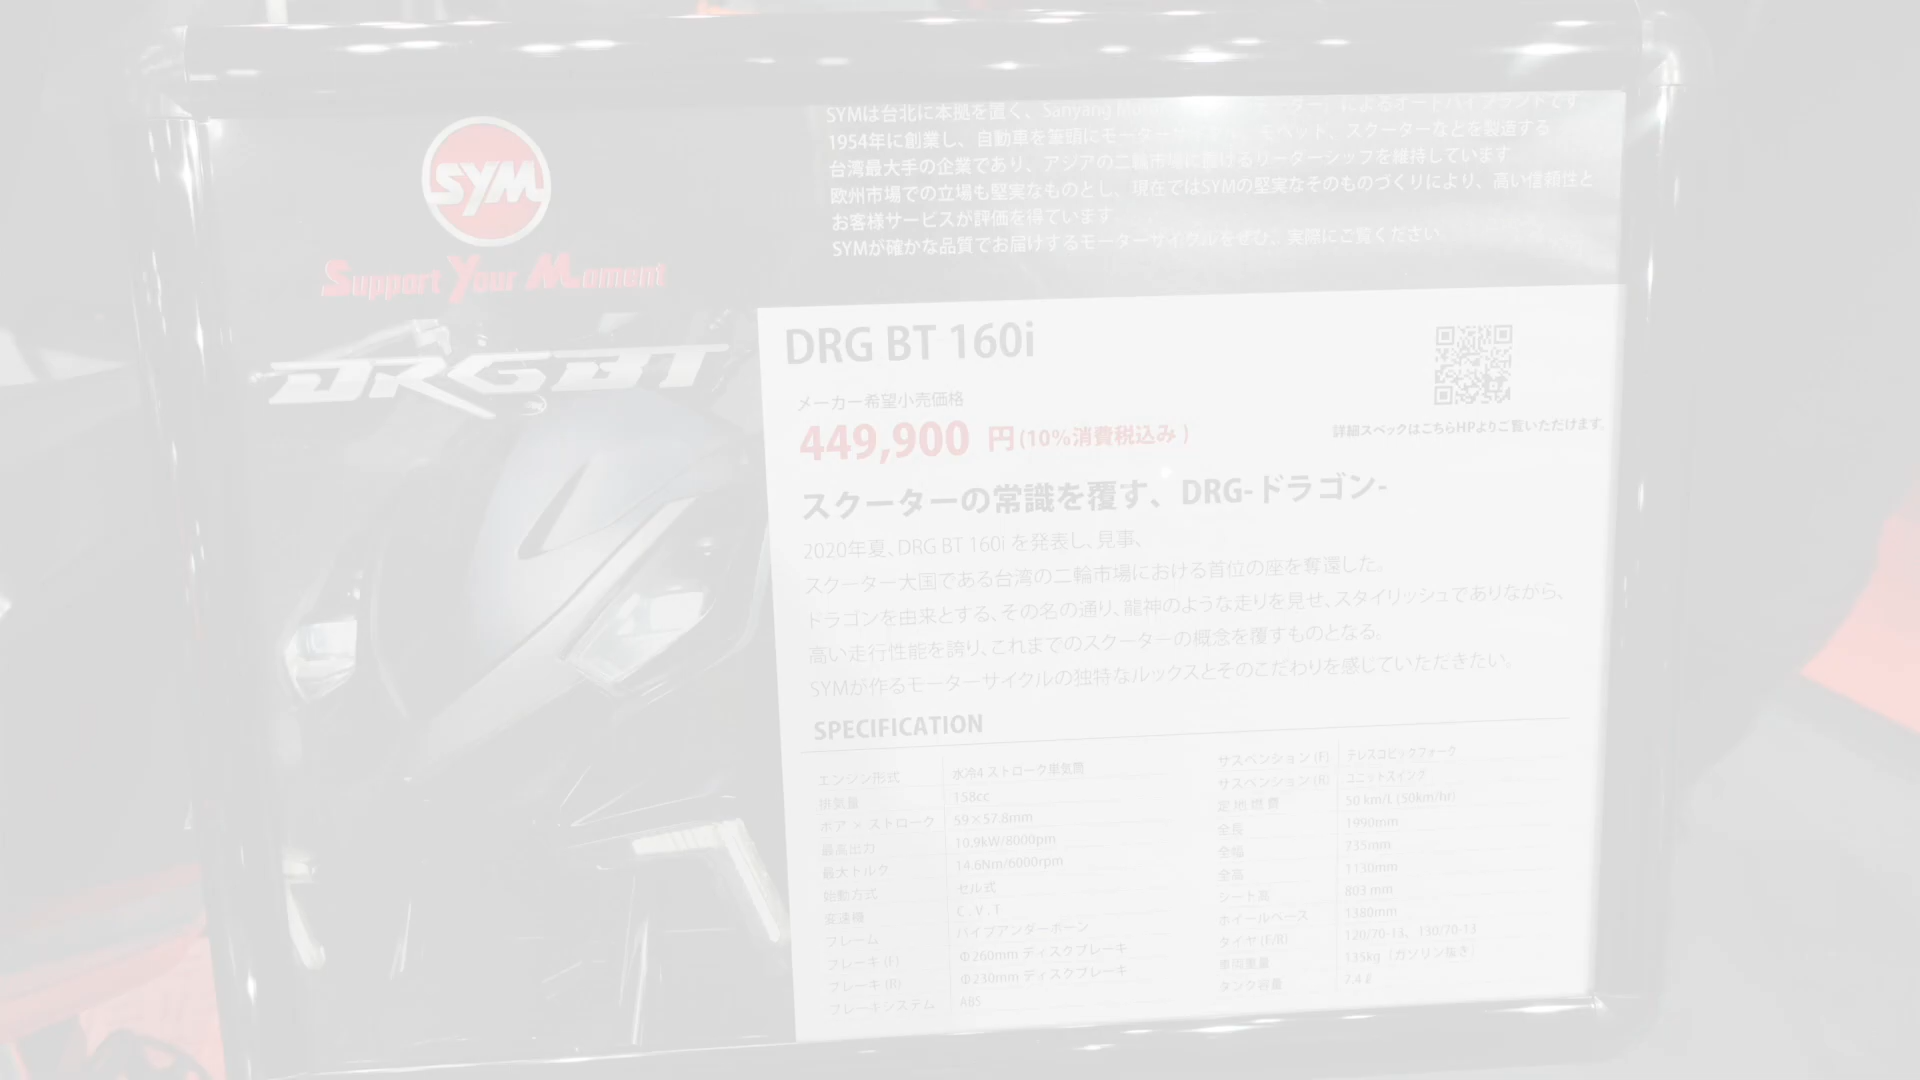 SYM
Support Your Moment
DRGBT
SYMは台北に本拠を置く、Sanyang ーター」によるオートバイブランドです
1954年に創業し、自動車を筆頭にモーターサイクル、モペッド、スクーターなどを製造する
台湾最大手の企業であり、アジアの二輪市場におけるリーダーシップを維持しています
欧州市場での立場も堅実なものとし、現在ではSYMの堅実なそのものづくりにより、高い信頼性と
お客様サービスが評価を得ています
SYMが確かな品質でお届けするモーターサイクルをぜひ、実際にご覧ください
DRG BT 160i
メーカー希望小売価格
449,900 円(10%消費税込み)
詳細スペックはこちらHPよりご覧いただけます。
スクーターの常識を覆す、DRG-ドラゴン-
2020年夏、DRG BT 160i を発表し、見事、
スクーター大国である台湾の二輪市場における首位の座を奪還した。
ドラゴンを由来とする、その名の通り、龍神のような走りを見せ、スタイリッシュでありながら、
高い走行性能を誇り、これまでのスクーターの概念を覆すものとなる。
SYMが作るモーターサイクルの独特なルックスとそのこだわりを感じていただきたい。
SPECIFICATION
エンジン形式 水冷4 ストローク単気筒
排気量 158cc
ボア × ストローク 59×57.8mm
最高出力 10.9kW/8000pm
最大トルク 14.6Nm/6000rpm
始動方式 セル式
変速機 C.V.T
フレーム パイプアンダーボーン
ブレーキ (F) Φ260mm ディスクブレーキ
ブレーキ (R) Φ230mm ディスクブレーキ
ブレーキシステム ABS
サスペンション (F) テレスコピックフォーク
サスペンション (R) ユニットスイング
定地燃費 50 km/L (50km/hr)
全長 1990mm
全幅 735mm
全高 1130mm
シート高 803 mm
ホイールベース 1380mm
タイヤ (F/R) 120/70-13、130/70-13
車両重量 135kg（ガソリン抜き）
タンク容量 7.4 ℓ